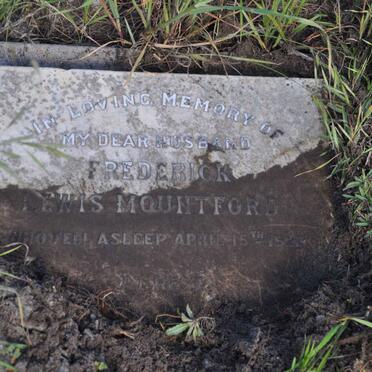 IN LOVING MEMORY OF
MY DEAR HUSBAND
FREDERICK
LEWIS MOUNTFORD
WHO FELL ASLEEP APRIL 15TH